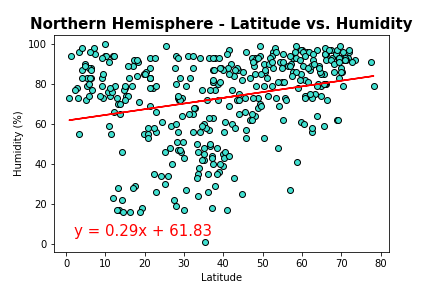 Northern Hemisphere - Latitude vs. Humidity
100
80
60
40
20
0
Humidity (%)
y = 0.29x + 61.83
0 10 20 30 40 50 60 70 80
Latitude